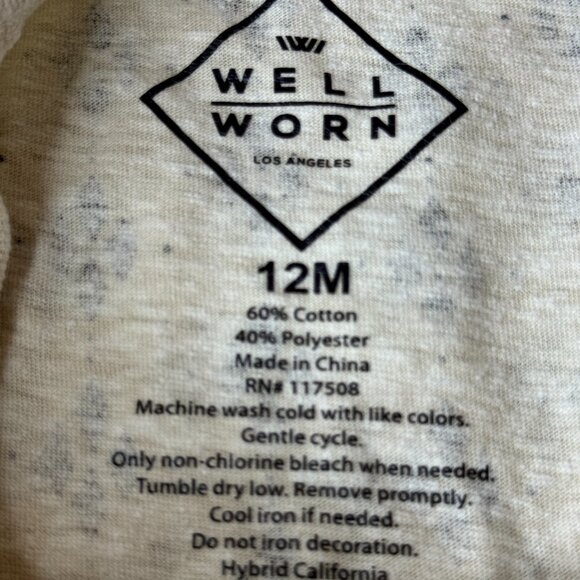 WELL
WORN
LOS ANGELES
12M
60% Cotton
40% Polyester
Made in China
RN# 117508
Machine wash cold with like colors.
Gentle cycle.
Only non-chlorine bleach when needed.
Tumble dry low. Remove promptly.
Cool iron if needed.
Do not iron decoration.
Hybrid California